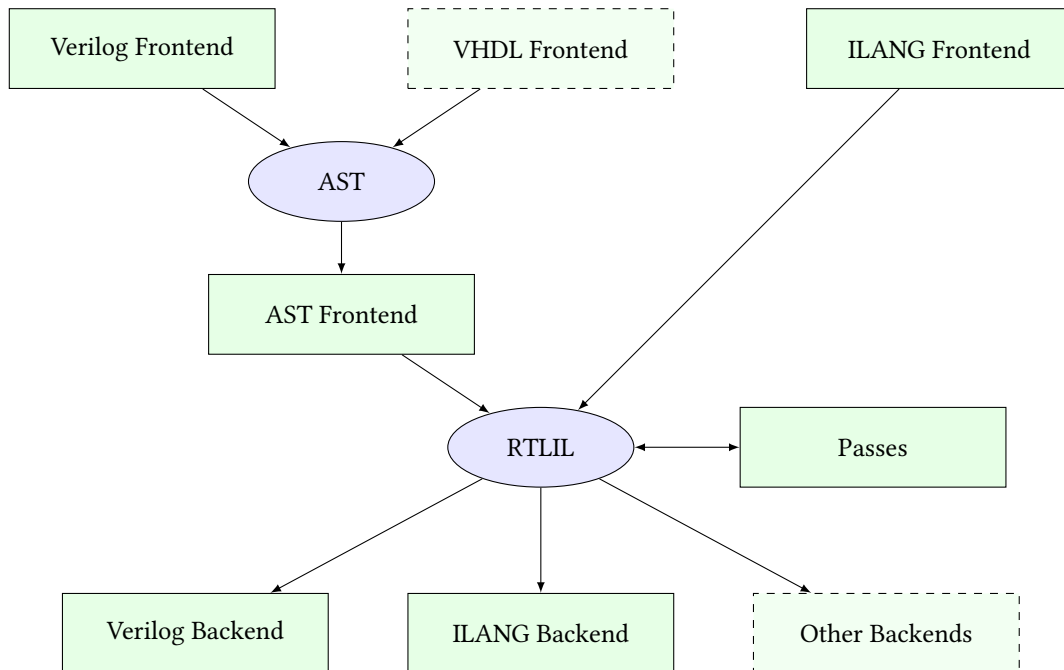 Verilog Frontend
VHDL Frontend
ILANG Frontend
AST
AST Frontend
RTLIL
Passes
Verilog Backend
ILANG Backend
Other Backends